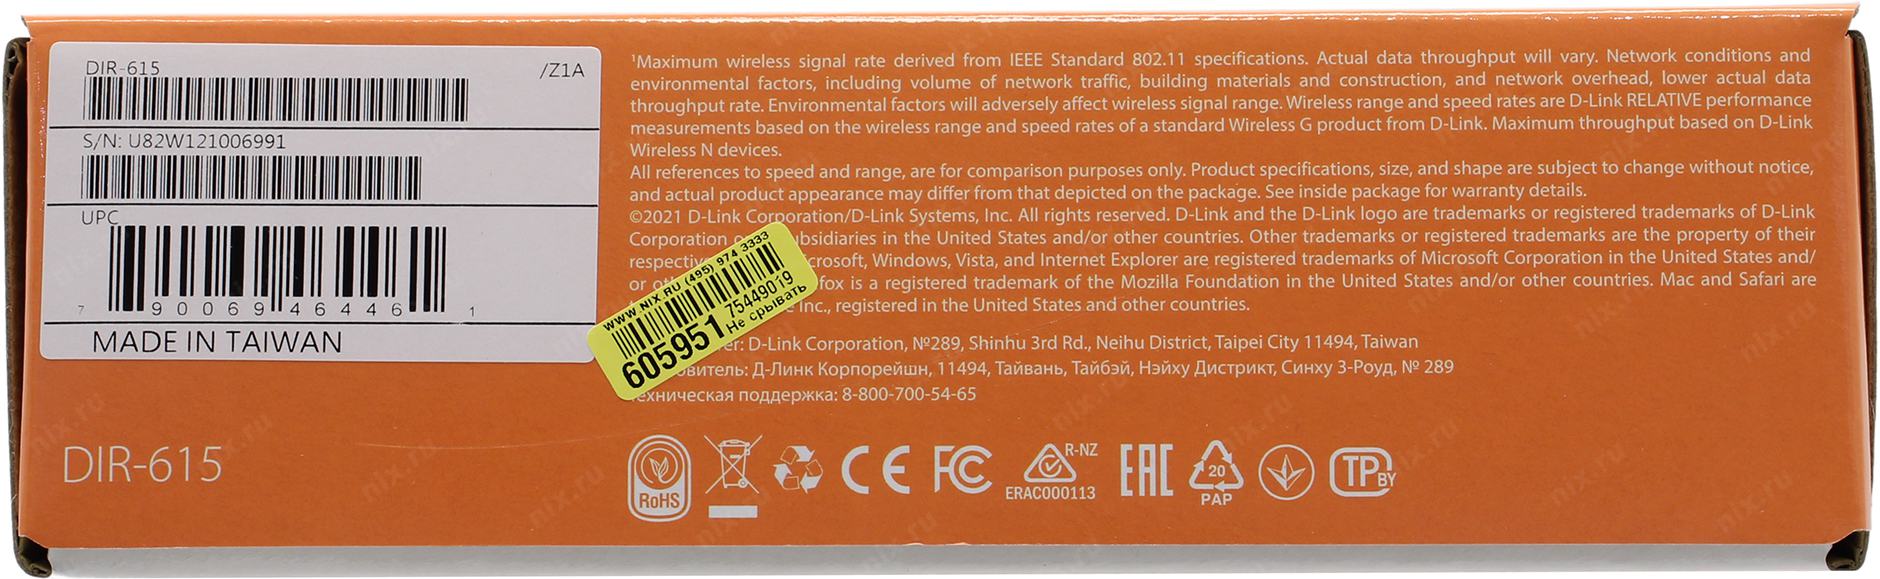 DIR-615 /Z1A
S/N: U82W121006991
UPC
7 90069 46446 1
MADE IN TAIWAN
DIR-615
¹Maximum wireless signal rate derived from IEEE Standard 802.11 specifications. Actual data throughput will vary. Network conditions and
environmental factors, including volume of network traffic, building materials and construction, and network overhead, lower actual data
throughput rate. Environmental factors will adversely affect wireless signal range. Wireless range and speed rates are D-Link RELATIVE performance
measurements based on the wireless range and speed rates of a standard Wireless G product from D-Link. Maximum throughput based on D-Link
Wireless N devices.
All references to speed and range, are for comparison purposes only. Product specifications, size, and shape are subject to change without notice,
and actual product appearance may differ from that depicted on the package. See inside package for warranty details.
©2021 D-Link Corporation/D-Link Systems, Inc. All rights reserved. D-Link and the D-Link logo are trademarks or registered trademarks of D-Link
Corporation subsidiaries in the United States and/or other countries. Other trademarks or registered trademarks are the property of their
Microsoft, Windows, Vista, and Internet Explorer are registered trademarks of Microsoft Corporation in the United States and/
or is a registered trademark of the Mozilla Foundation in the United States and/or other countries. Mac and Safari are
Inc., registered in the United States and other countries.
D-Link Corporation, №289, Shinhu 3rd Rd., Neihu District, Taipei City 11494, Taiwan
Д-Линк Корпорейшн, 11494, Тайвань, Тайбэй, Нэйху Дистрикт, Синху 3-Роуд, № 289
Техническая поддержка: 8-800-700-54-65
WWW.NIX.RU (495) 974 3333
75449019
605951 Не срывать
RoHS
CE
FC
R-NZ
ERAC000113
EAC
20
PAP
TP BY
nix.ru